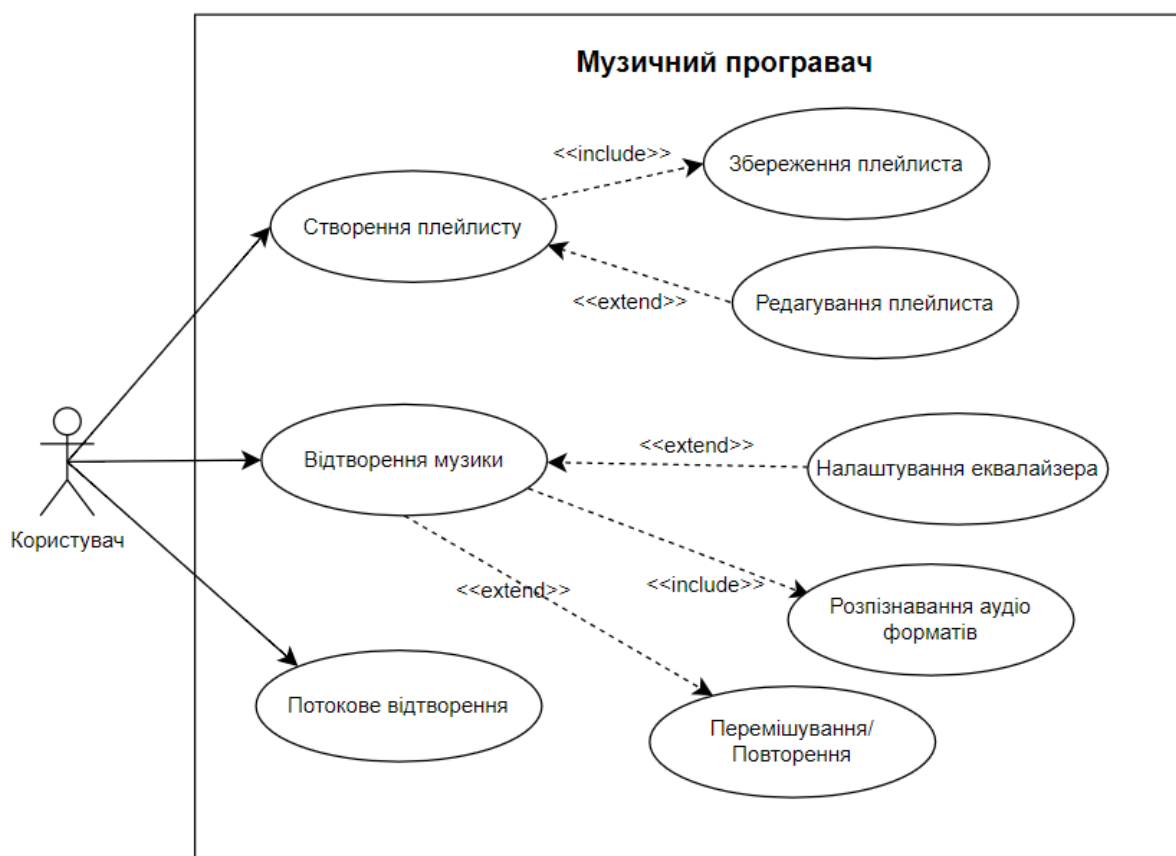 Музичний програвач
<<include>>
Збереження плейлиста
Створення плейлисту
<<extend>>
Редагування плейлиста
<<extend>>
Відтворення музики
Налаштування еквалайзера
Користувач
<<extend>>
<<include>>
Розпізнавання аудіо
форматів
Потокове відтворення
Перемішування/
Повторення